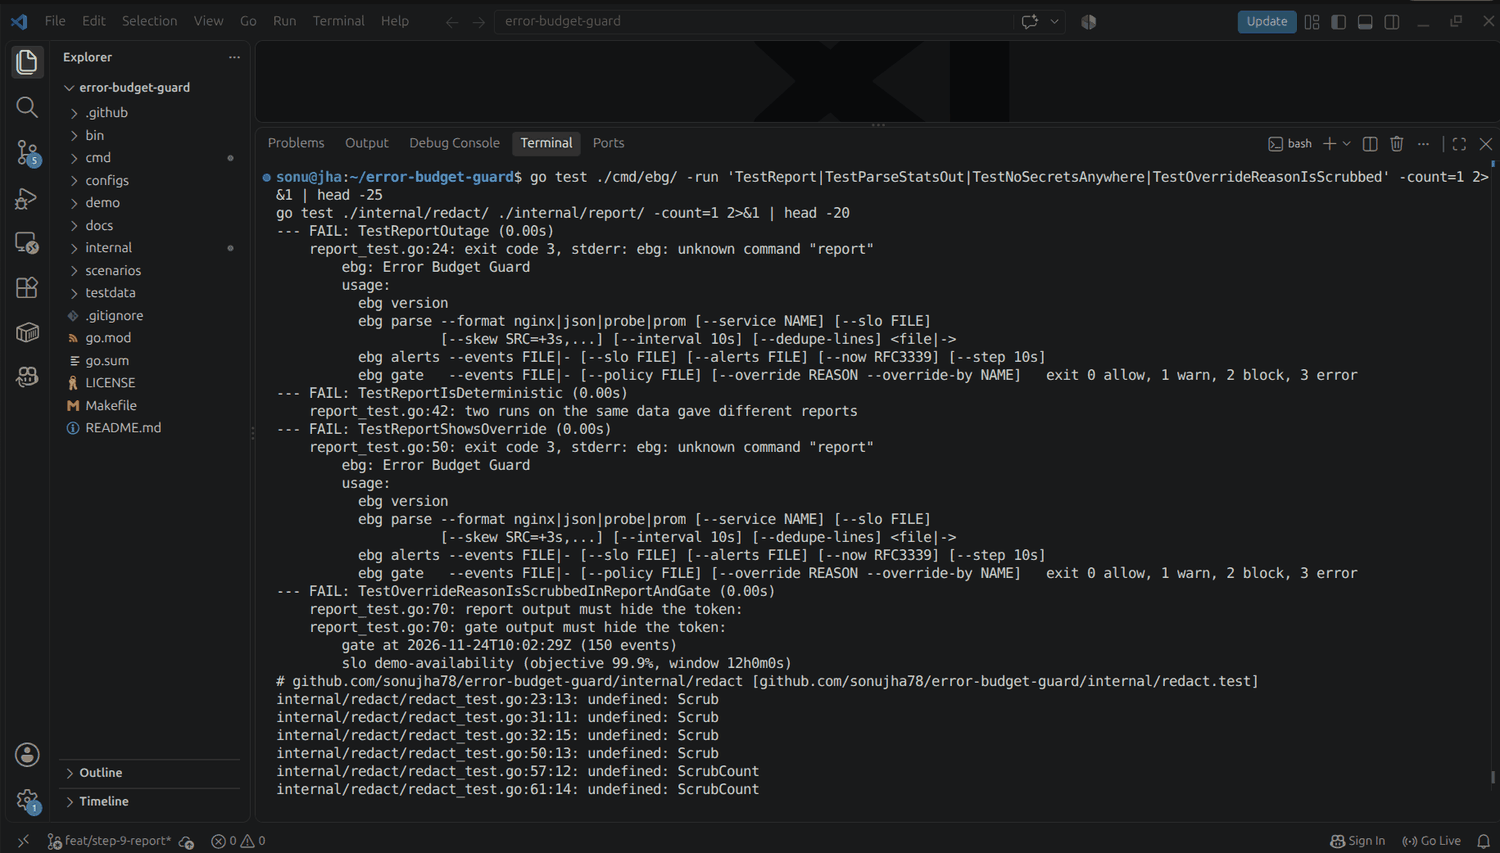 File Edit Selection View Go Run Terminal Help
error-budget-guard
Update
Explorer
error-budget-guard
.github
bin
cmd
configs
demo
docs
internal
scenarios
testdata
.gitignore
go.mod
go.sum
LICENSE
Makefile
README.md
Outline
Timeline
5
1
Problems Output Debug Console Terminal Ports
bash
sonu@jha:~/error-budget-guard$ go test ./cmd/ebg/ -run 'TestReport|TestParseStatsOut|TestNoSecretsAnywhere|TestOverrideReasonIsScrubbed' -count=1 2>
&1 | head -25
go test ./internal/redact/ ./internal/report/ -count=1 2>&1 | head -20
--- FAIL: TestReportOutage (0.00s)
    report_test.go:24: exit code 3, stderr: ebg: unknown command "report"
        ebg: Error Budget Guard
        usage:
          ebg version
          ebg parse --format nginx|json|probe|prom [--service NAME] [--slo FILE]
                    [--skew SRC=+3s,...] [--interval 10s] [--dedupe-lines] <file|->
          ebg alerts --events FILE|- [--slo FILE] [--alerts FILE] [--now RFC3339] [--step 10s]
          ebg gate   --events FILE|- [--policy FILE] [--override REASON --override-by NAME]   exit 0 allow, 1 warn, 2 block, 3 error
--- FAIL: TestReportIsDeterministic (0.00s)
    report_test.go:42: two runs on the same data gave different reports
--- FAIL: TestReportShowsOverride (0.00s)
    report_test.go:50: exit code 3, stderr: ebg: unknown command "report"
        ebg: Error Budget Guard
        usage:
          ebg version
          ebg parse --format nginx|json|probe|prom [--service NAME] [--slo FILE]
                    [--skew SRC=+3s,...] [--interval 10s] [--dedupe-lines] <file|->
          ebg alerts --events FILE|- [--slo FILE] [--alerts FILE] [--now RFC3339] [--step 10s]
          ebg gate   --events FILE|- [--policy FILE] [--override REASON --override-by NAME]   exit 0 allow, 1 warn, 2 block, 3 error
--- FAIL: TestOverrideReasonIsScrubbedInReportAndGate (0.00s)
    report_test.go:70: report output must hide the token:
    report_test.go:70: gate output must hide the token:
        gate at 2026-11-24T10:02:29Z (150 events)
        slo demo-availability (objective 99.9%, window 12h0m0s)
# github.com/sonujha78/error-budget-guard/internal/redact [github.com/sonujha78/error-budget-guard/internal/redact.test]
internal/redact/redact_test.go:23:13: undefined: Scrub
internal/redact/redact_test.go:31:11: undefined: Scrub
internal/redact/redact_test.go:32:15: undefined: Scrub
internal/redact/redact_test.go:50:13: undefined: Scrub
internal/redact/redact_test.go:57:12: undefined: ScrubCount
internal/redact/redact_test.go:61:14: undefined: ScrubCount
feat/step-9-report* 0 0 Sign In Go Live